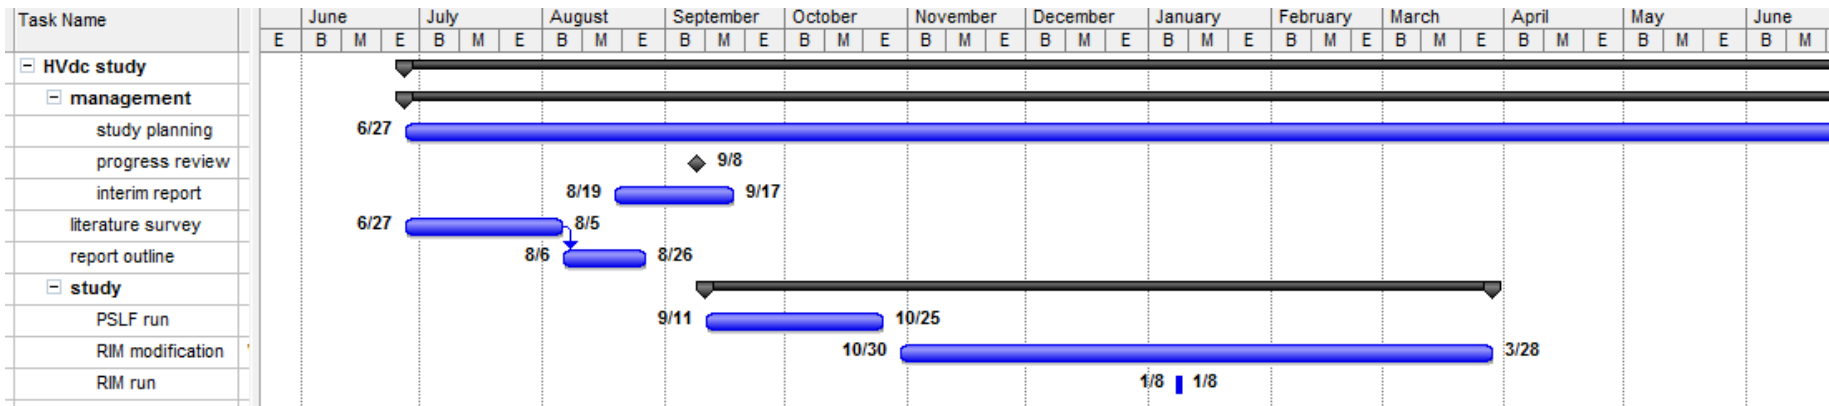 Task Name June July August September October November December January February March April May June
E B M E B M E B M E B M E B M E B M E B M E B M E B M E B M E B M E B M E B M
HVdc study
management
study planning 6/27
progress review 9/8
interim report 8/19 9/17
literature survey 6/27 8/5
report outline 8/6 8/26
study
PSLF run 9/11 10/25
RIM modification 10/30 3/28
RIM run 1/8 1/8